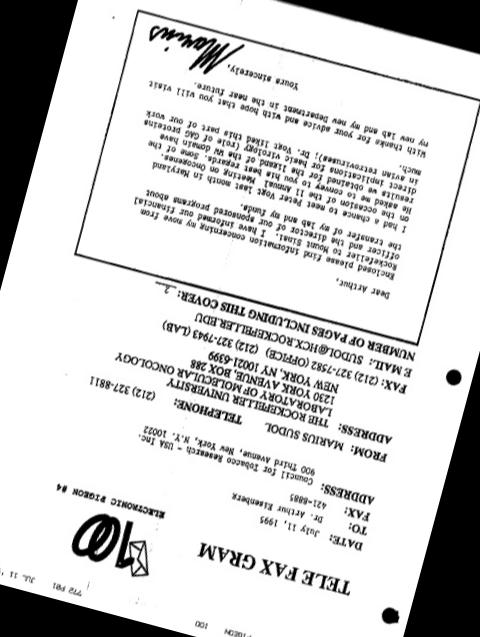 772 P01 JUL 11 '
TELE FAX GRAM
100
ELECTRONIC PIGEON #4
DATE: July 11, 1995
TO: Dr. Arthur Eisenberg
FAX: 421-8885
ADDRESS: Council for Tobacco Research - USA Inc.
900 Third Avenue, New York, N.Y. 10022
FROM: MARIUS SUDOL TELEPHONE: (212) 327-8811
ADDRESS: THE ROCKEFELLER UNIVERSITY
LABORATORY OF MOLECULAR ONCOLOGY
1230 YORK AVENUE, BOX 288
NEW YORK, NY 10021-6399
FAX: (212) 327-7582 (OFFICE) (212) 327-7943 (LAB)
E MAIL: SUDOL@HCX.ROCKEFELLER.EDU
NUMBER OF PAGES INCLUDING THIS COVER: 2
Dear Arthur,
Enclosed please find information concerning my move from
Rockefeller to Mount Sinai. I have informed our financial
officer and the director of our sponsored programs about
the transfer of my lab and my funds.
I had a chance to meet Peter Vogt last month in Maryland
on the occasion of the 11 Annual Meeting on Oncogenes.
He asked me to convey to you his best regards. Some of the
results we obtained for the ligand of the WW domain have
direct implications for basic virology (role of GAG proteins
in avian retroviruses); Dr. Vogt liked this part of our work
much.
With thanks for your advice and with hope that you will visit
my new lab and my new Department in the near future.
Yours sincerely,
Marius